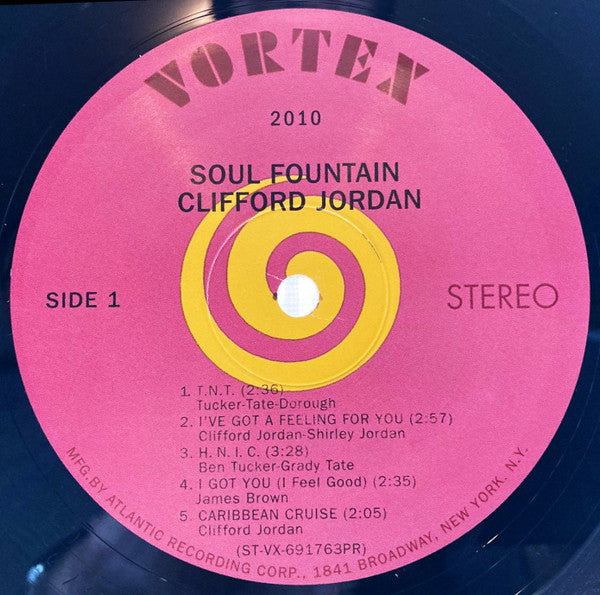 VORTEX
2010
SOUL FOUNTAIN
CLIFFORD JORDAN
SIDE 1
STEREO
1. T.N.T. (2:36)
Tucker-Tate-Dorough
2. I'VE GOT A FEELING FOR YOU (2:57)
Clifford Jordan-Shirley Jordan
3. H. N. I. C. (3:28)
Ben Tucker-Grady Tate
4. I GOT YOU (I Feel Good) (2:35)
James Brown
5. CARIBBEAN CRUISE (2:05)
Clifford Jordan
(ST-VX-691763PR)
MFG. BY ATLANTIC RECORDING CORP., 1841 BROADWAY, NEW YORK. N.Y.